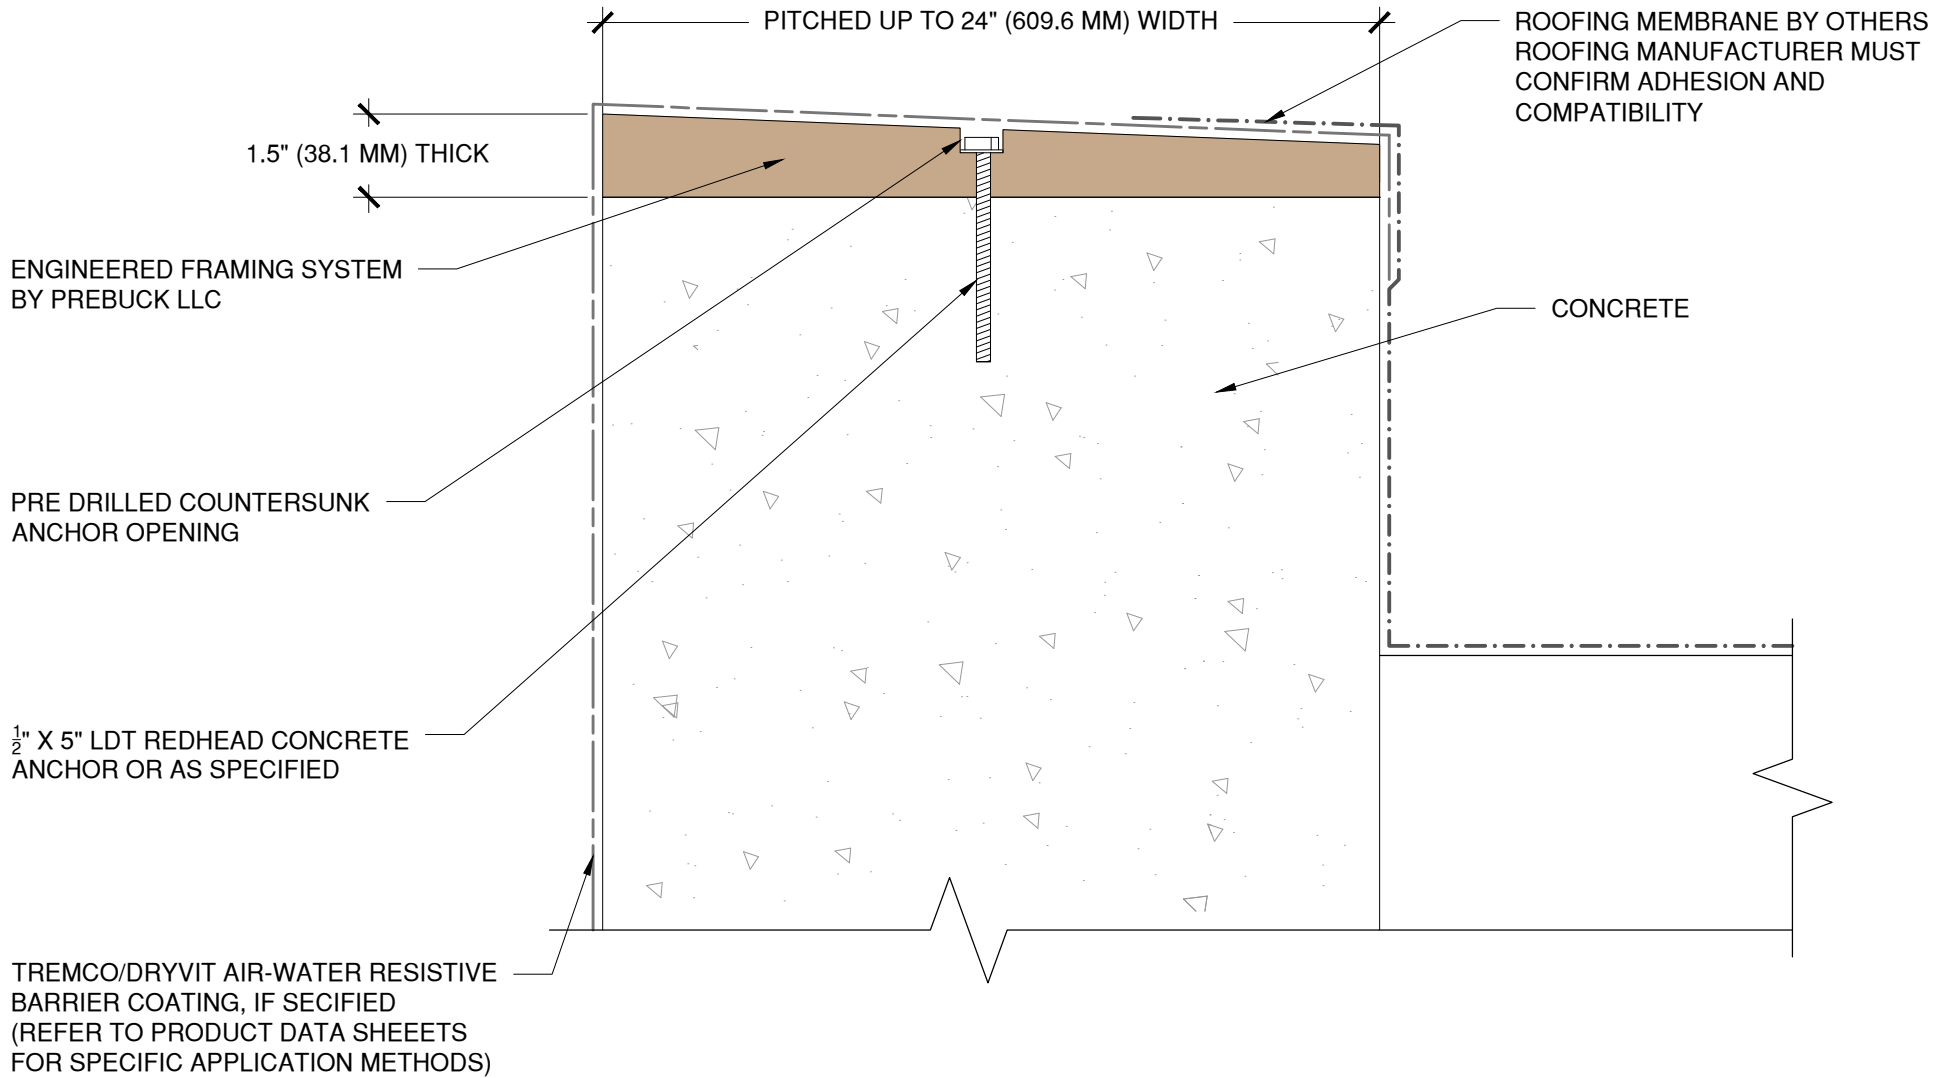 PITCHED UP TO 24" (609.6 MM) WIDTH
ROOFING MEMBRANE BY OTHERS
ROOFING MANUFACTURER MUST
CONFIRM ADHESION AND
COMPATIBILITY
1.5" (38.1 MM) THICK
ENGINEERED FRAMING SYSTEM
BY PREBUCK LLC
CONCRETE
PRE DRILLED COUNTERSUNK
ANCHOR OPENING
½" X 5" LDT REDHEAD CONCRETE
ANCHOR OR AS SPECIFIED
TREMCO/DRYVIT AIR-WATER RESISTIVE
BARRIER COATING, IF SECIFIED
(REFER TO PRODUCT DATA SHEEETS
FOR SPECIFIC APPLICATION METHODS)